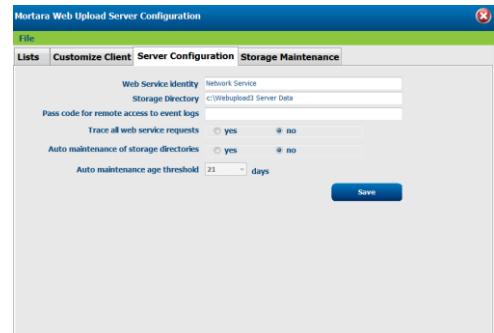 Mortara Web Upload Server Configuration
File
Lists Customize Client Server Configuration Storage Maintenance
Web Service identity Network Service
Storage Directory c:\Webupload3 Server Data
Pass code for remote access to event logs
Trace all web service requests yes no
Auto maintenance of storage directories yes no
Auto maintenance age threshold 21 days
Save